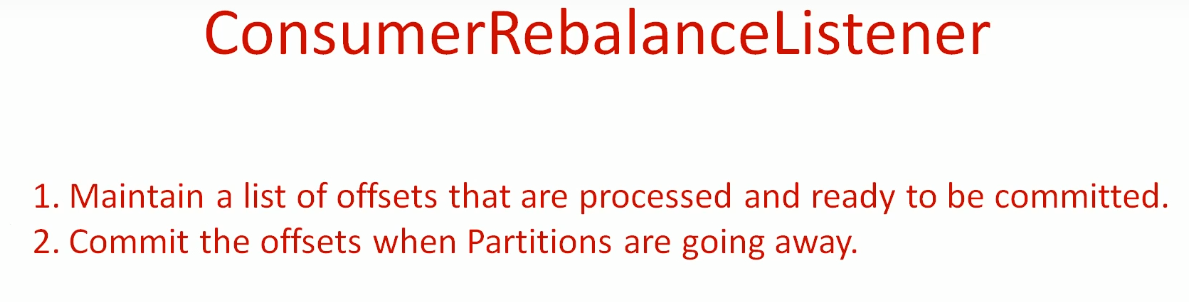 ConsumerRebalanceListener
1. Maintain a list of offsets that are processed and ready to be committed.
2. Commit the offsets when Partitions are going away.